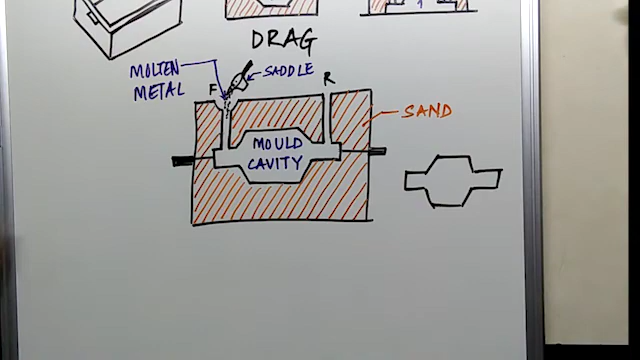 DRAG
MOLTEN
METAL
SADDLE
F
R
SAND
MOULD
CAVITY